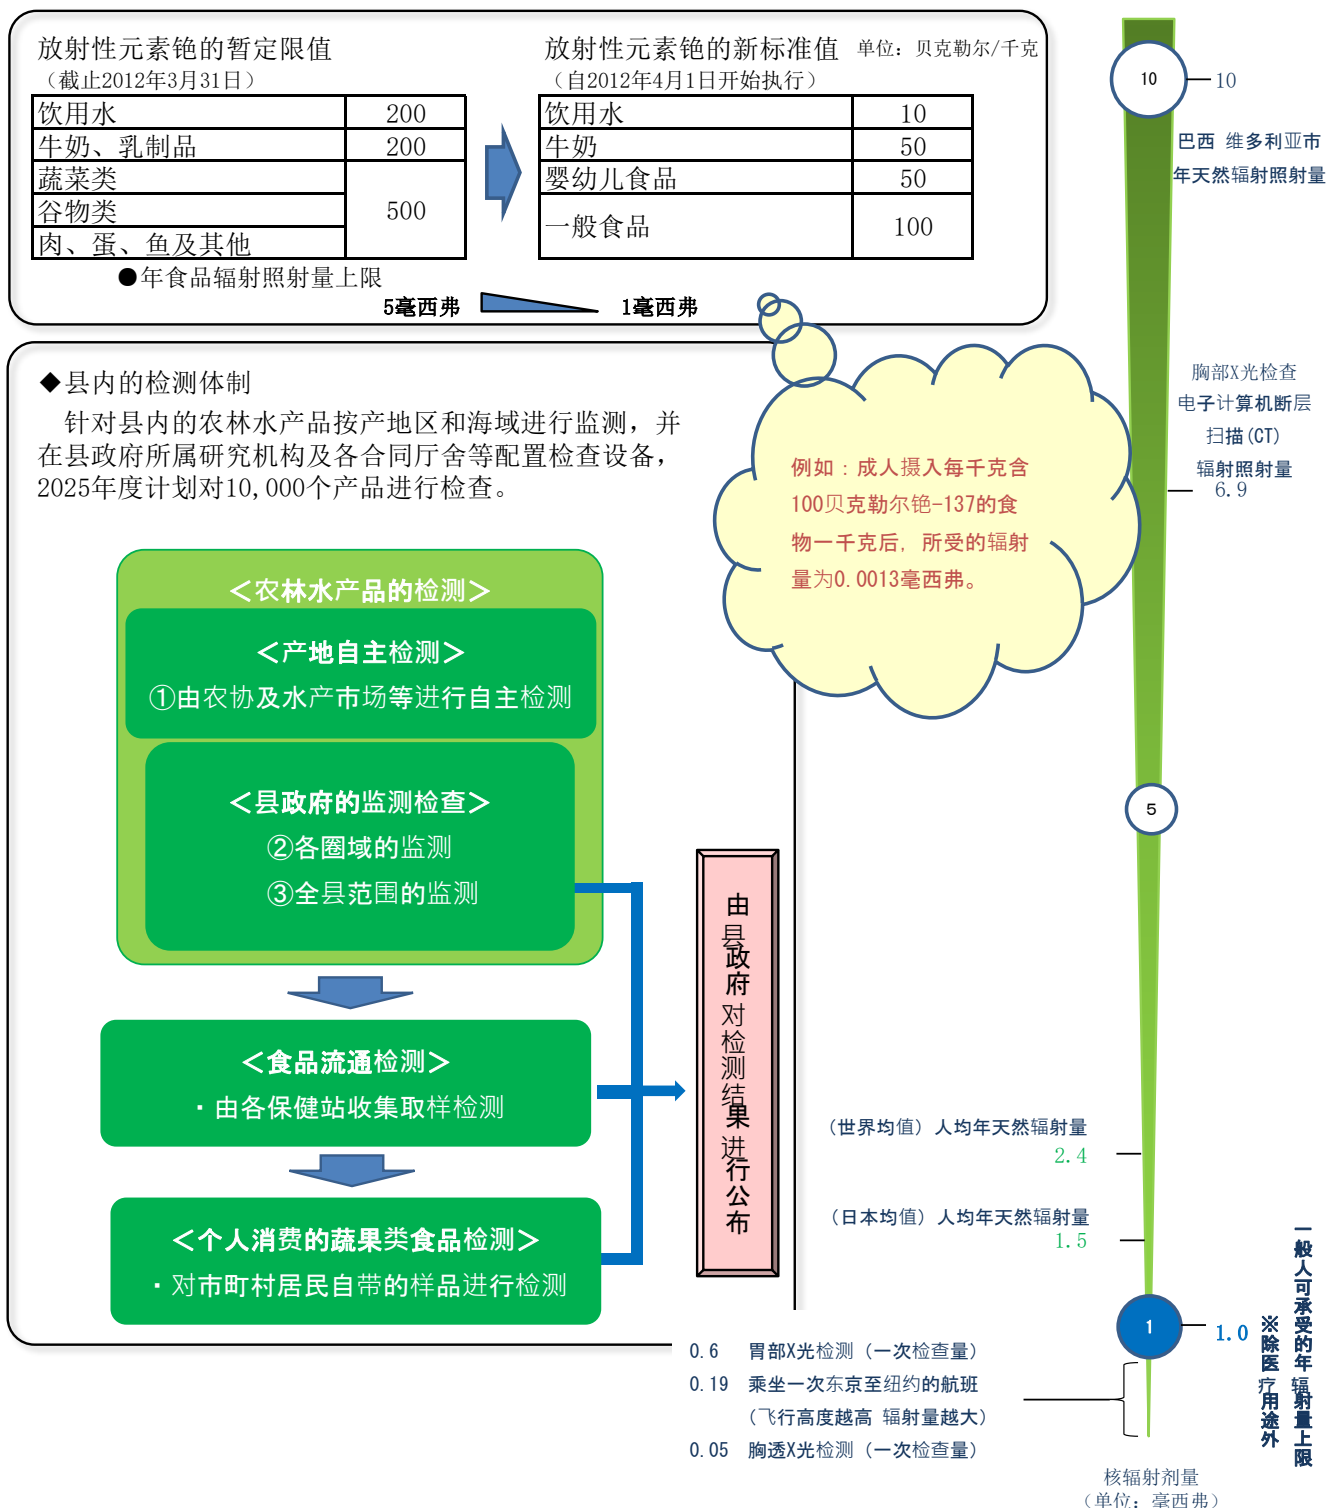 放射性元素铯的暂定限值
（截止2012年3月31日）
饮用水 200
牛奶、乳制品 200
蔬菜类
谷物类 500
肉、蛋、鱼及其他
放射性元素铯的新标准值 单位：贝克勒尔/千克
（自2012年4月1日开始执行）
饮用水 10
牛奶 50
婴幼儿食品 50
一般食品 100
●年食品辐射照射量上限
5毫西弗 1毫西弗
◆县内的检测体制
针对县内的农林水产品按产地区和海域进行监测，并
在县政府所属研究机构及各合同厅舍等配置检查设备，
2025年度计划对10,000个产品进行检查。
例如：成人摄入每千克含
100贝克勒尔铯-137的食
物一千克后，所受的辐射
量为0.0013毫西弗。
＜农林水产品的检测＞
＜产地自主检测＞
①由农协及水产市场等进行自主检测
＜县政府的监测检查＞
②各圈域的监测
③全县范围的监测
＜食品流通检测＞
・由各保健站收集取样检测
＜个人消费的蔬果类食品检测＞
・对市町村居民自带的样品进行检测
由县政府对检测结果进行公布
10
10
巴西 维多利亚市
年天然辐射照射量
胸部X光检查
电子计算机断层
扫描(CT)
辐射照射量
6.9
5
（世界均值）人均年天然辐射量
2.4
（日本均值）人均年天然辐射量
1.5
1
1.0
一般人可承受的年辐射量上限
※除医疗用途外
0.6 胃部X光检测（一次检查量）
0.19 乘坐一次东京至纽约的航班
（飞行高度越高 辐射量越大）
0.05 胸透X光检测（一次检查量）
核辐射剂量
（单位：毫西弗）